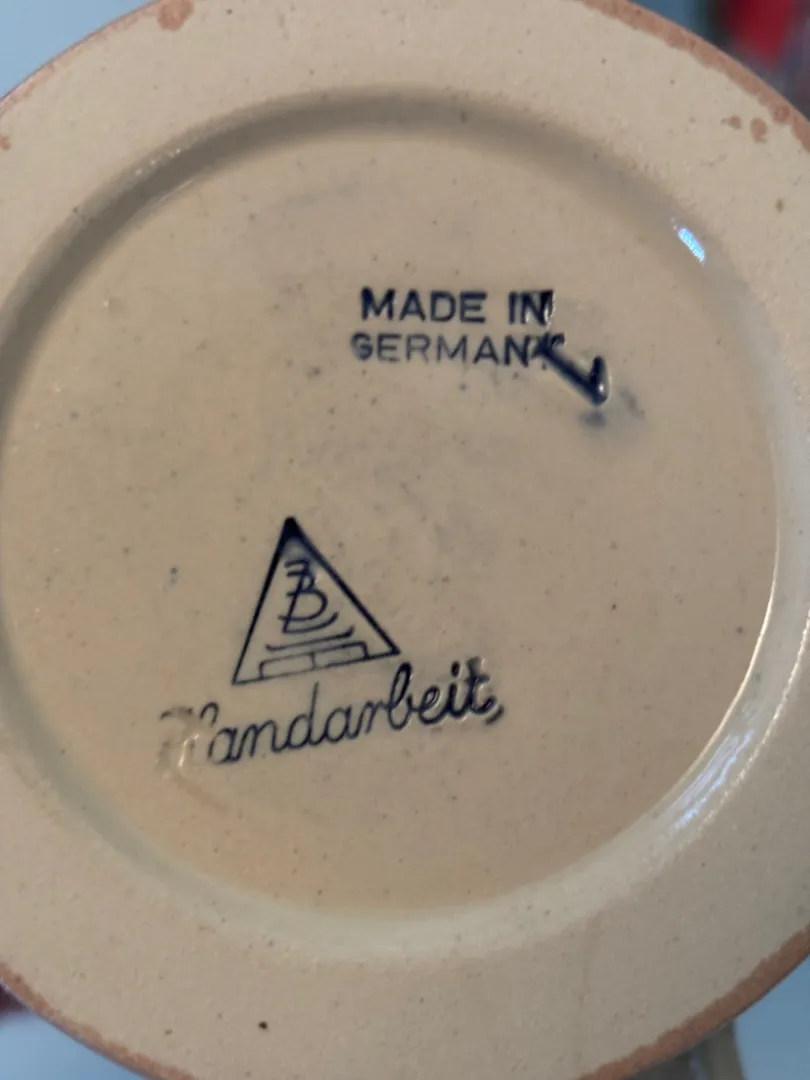 MADE IN
GERMANY
B
Handarbeit,